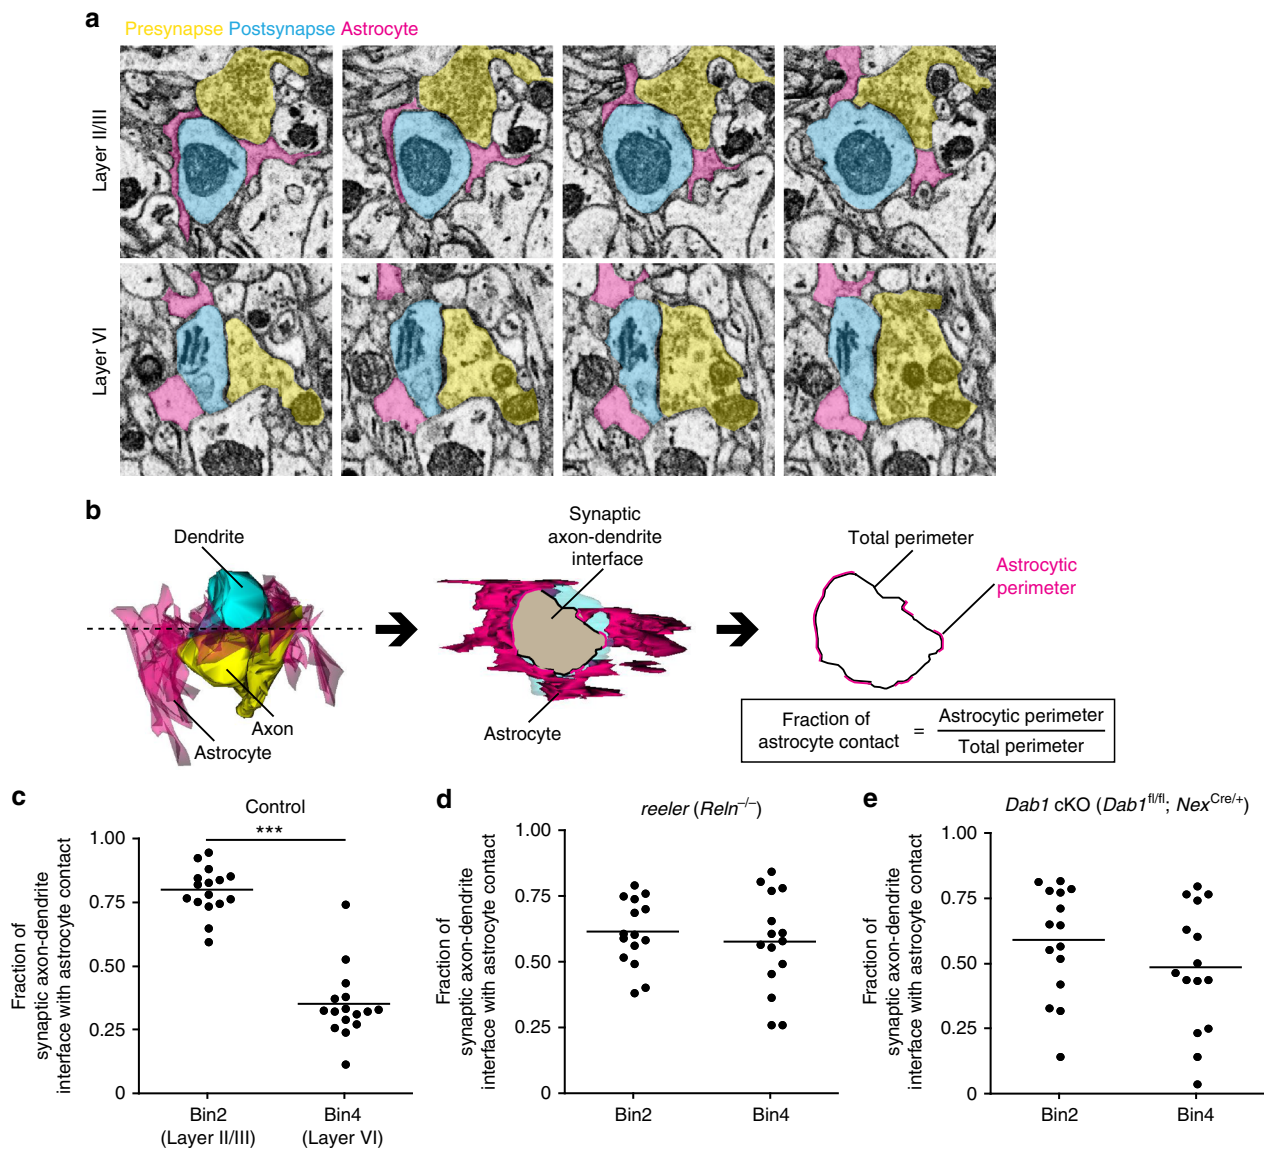 a
Presynapse Postsynapse Astrocyte
Layer II/III
Layer VI
b
Dendrite
Axon
Astrocyte
Synaptic
axon-dendrite
interface
Astrocyte
Total perimeter
Astrocytic
perimeter
Fraction of
astrocyte contact
=
Astrocytic perimeter
Total perimeter
c
Control
***
Fraction of
synaptic axon-dendrite
interface with astrocyte contact
1.00
0.75
0.50
0.25
0
Bin2
(Layer II/III)
Bin4
(Layer VI)
d
reeler (Reln–/–)
Fraction of
synaptic axon-dendrite
interface with astrocyte contact
1.00
0.75
0.50
0.25
0
Bin2
Bin4
e
Dab1 cKO (Dab1fl/fl; NexCre/+)
Fraction of
synaptic axon-dendrite
interface with astrocyte contact
1.00
0.75
0.50
0.25
0
Bin2
Bin4